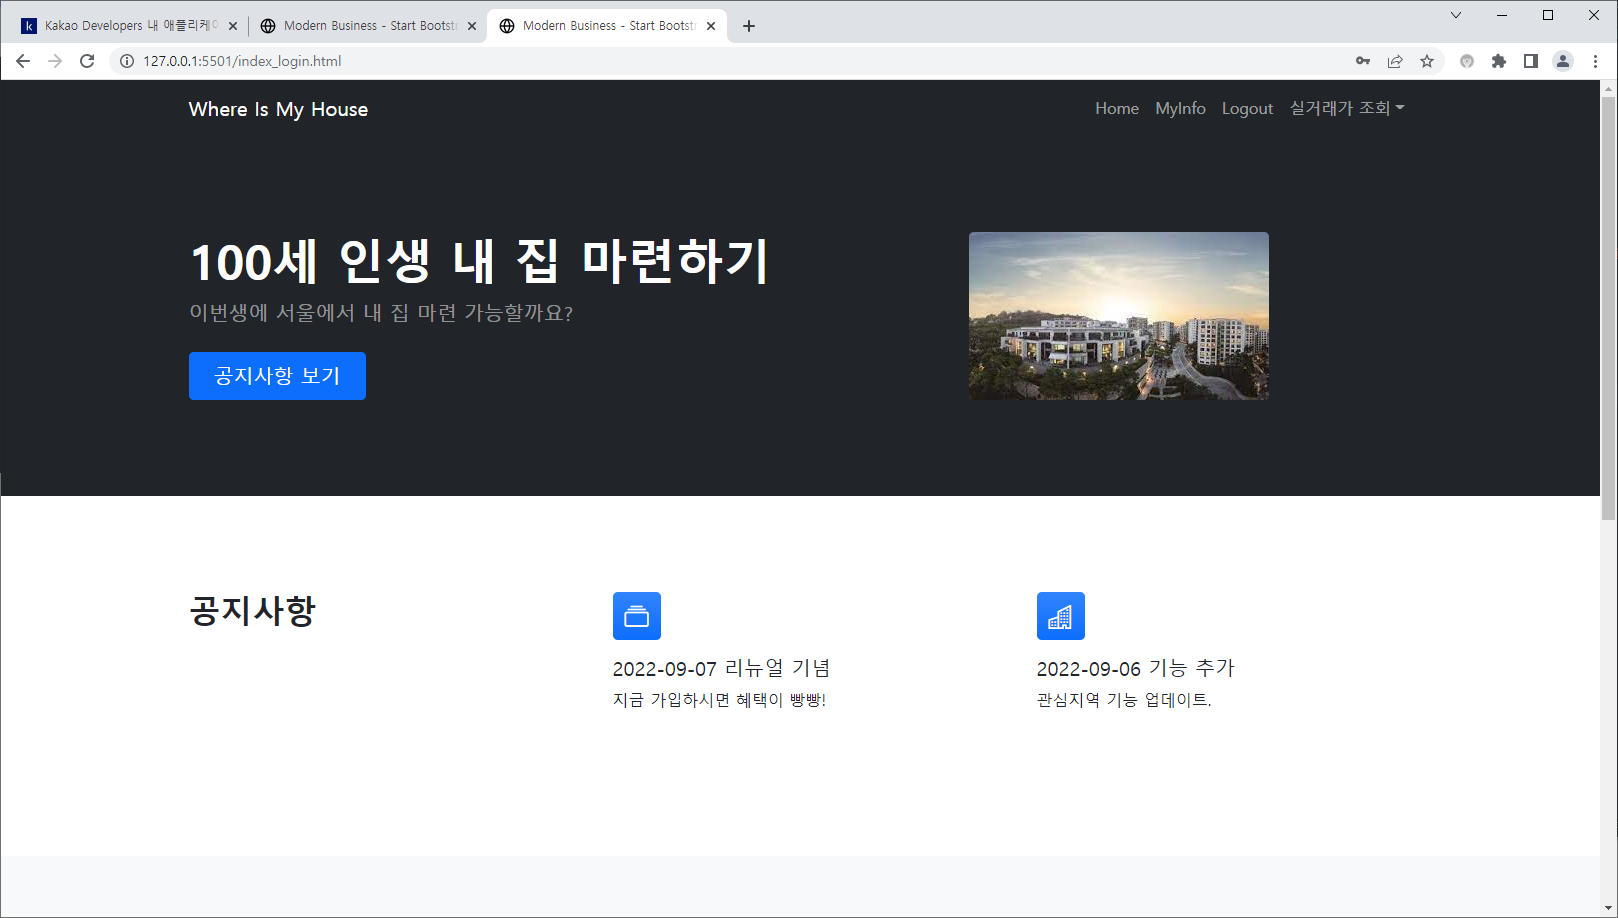 Kakao Developers 내 애플리케이
Modern Business - Start Bootstr
Modern Business - Start Bootstr
127.0.0.1:5501/index_login.html
Where Is My House
Home MyInfo Logout 실거래가 조회
100세 인생 내 집 마련하기
이번생에 서울에서 내 집 마련 가능할까요?
공지사항 보기
공지사항
2022-09-07 리뉴얼 기념
지금 가입하시면 혜택이 빵빵!
2022-09-06 기능 추가
관심지역 기능 업데이트.